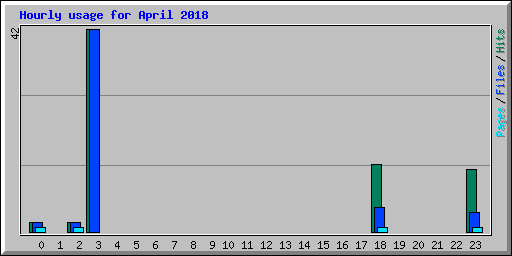 Hourly usage for April 2018
42
Pages/Files/Hits
0 1 2 3 4 5 6 7 8 9 10 11 12 13 14 15 16 17 18 19 20 21 22 23